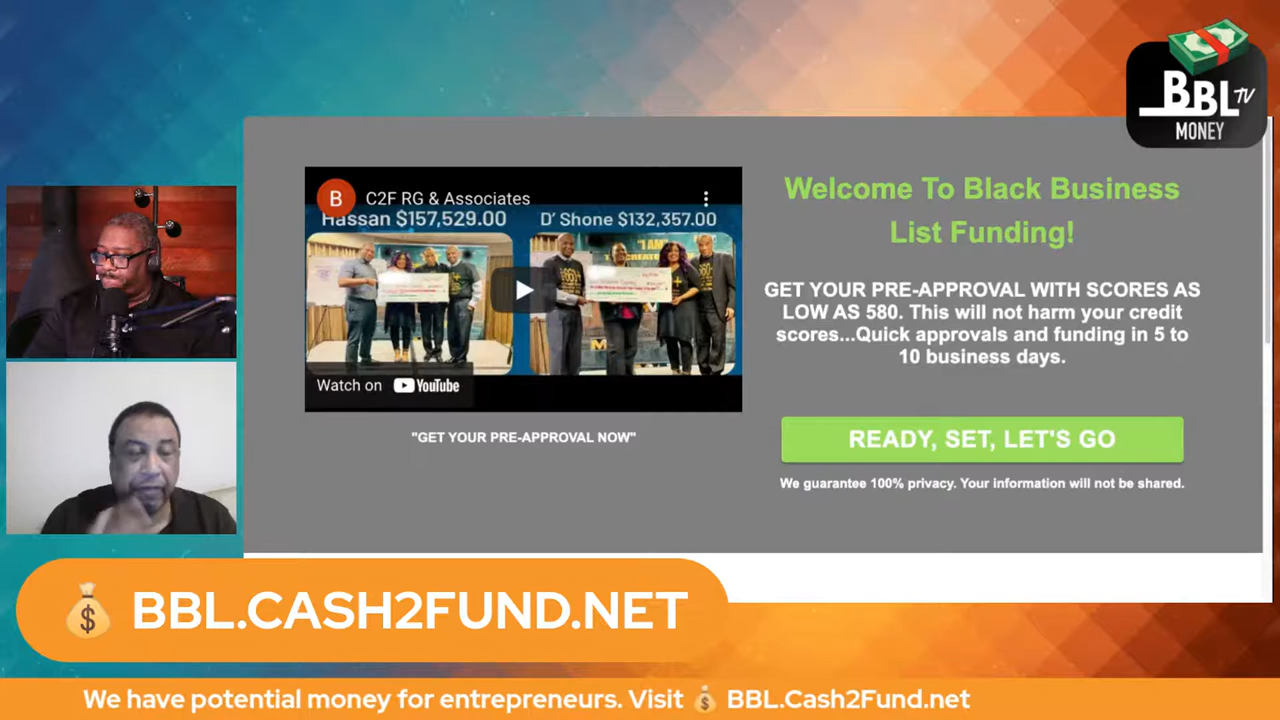 BBL TV
MONEY
B
C2F RG & Associates
Hassan $157,529.00
D' Shone $132,357.00
"I AM
Watch on YouTube
"GET YOUR PRE-APPROVAL NOW"
Welcome To Black Business
List Funding!
GET YOUR PRE-APPROVAL WITH SCORES AS
LOW AS 580. This will not harm your credit
scores...Quick approvals and funding in 5 to
10 business days.
READY, SET, LET'S GO
We guarantee 100% privacy. Your information will not be shared.
$ BBL.CASH2FUND.NET
We have potential money for entrepreneurs. Visit 💰 BBL.Cash2Fund.net